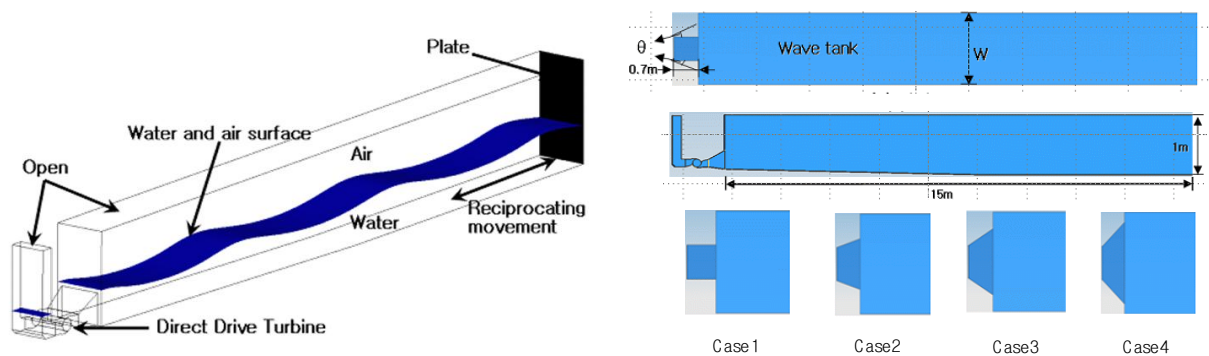 Plate
Water and air surface
Air
Open
Water
Reciprocating
movement
Direct Drive Turbine
θ
0.7m
Wave tank
W
1m
15m
Case1
Case2
Case3
Case4